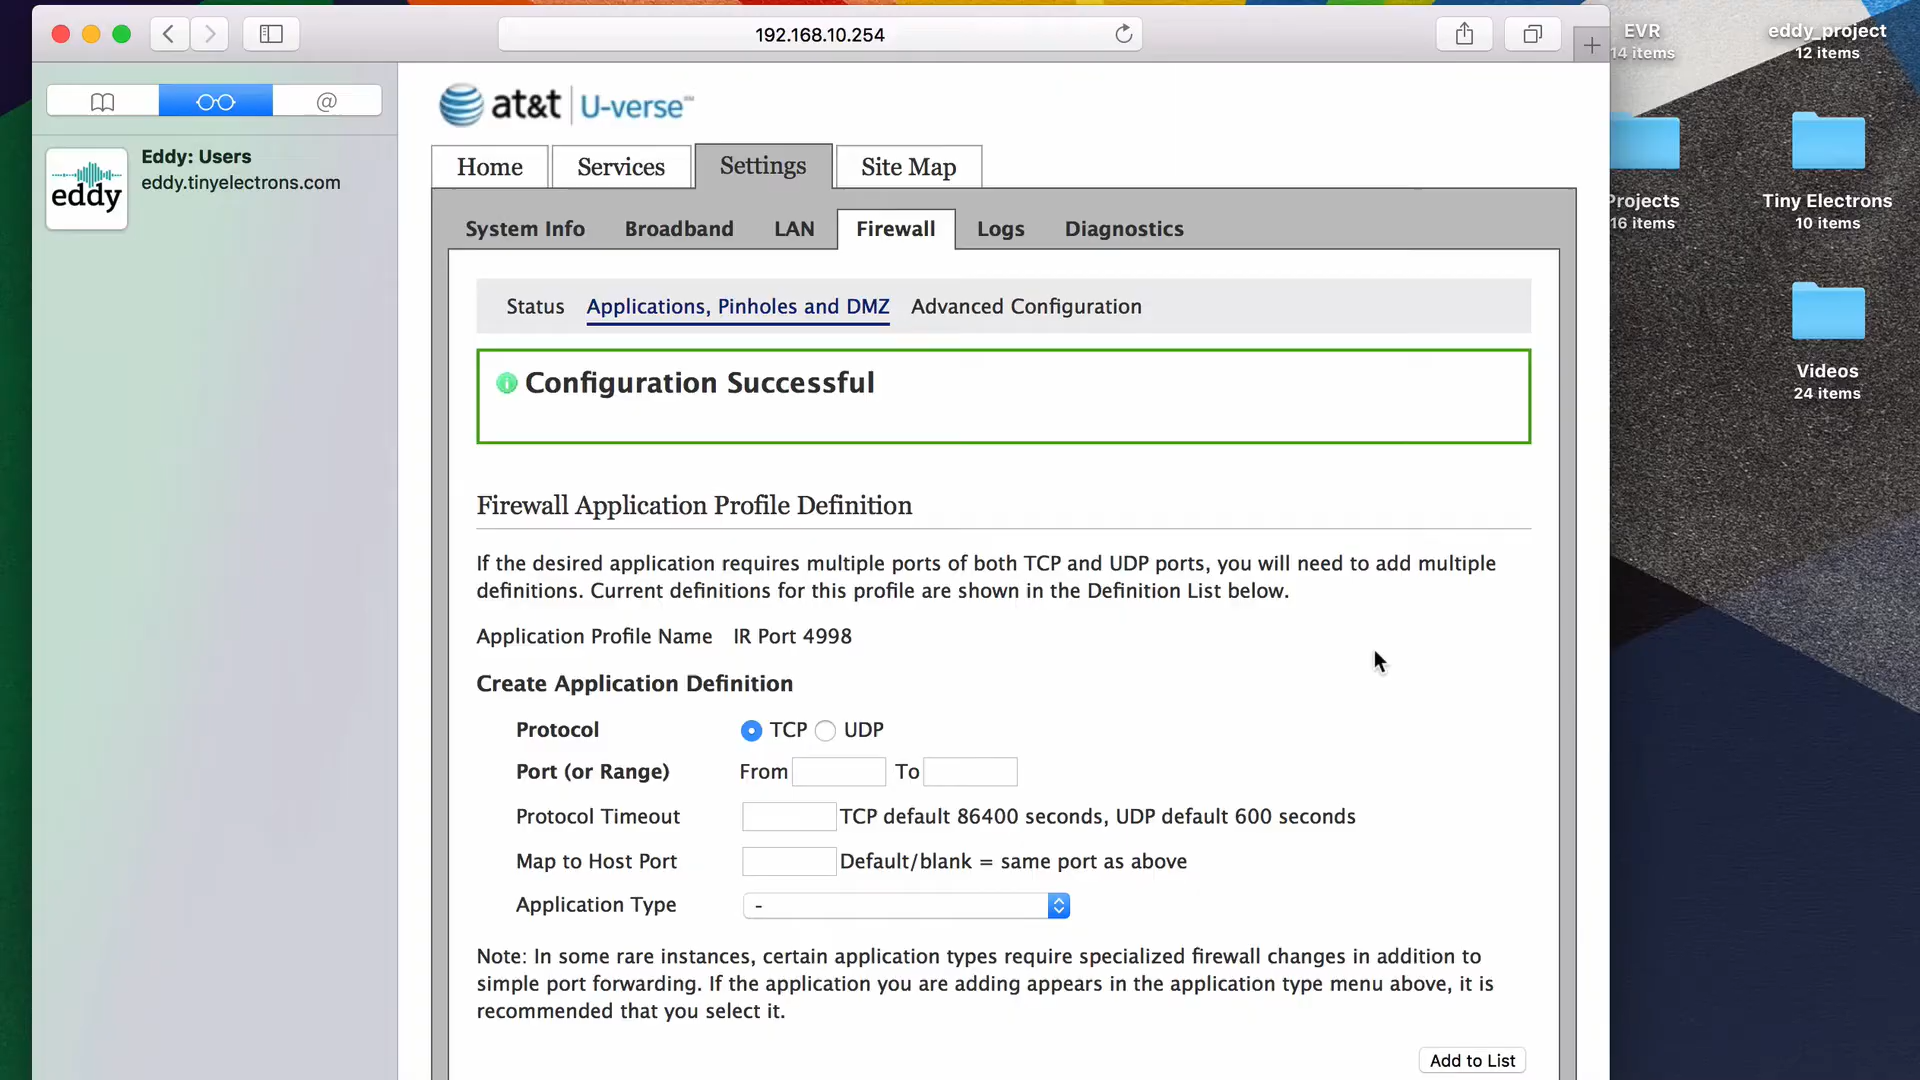 192.168.10.254
EVR
14 items
eddy_project
12 items
@
eddy
Eddy: Users
eddy.tinyelectrons.com
at&t U-verse℠
Home
Services
Settings
Site Map
Projects
16 items
Tiny Electrons
10 items
System Info
Broadband
LAN
Firewall
Logs
Diagnostics
Status
Applications, Pinholes and DMZ
Advanced Configuration
Videos
24 items
Configuration Successful
Firewall Application Profile Definition
If the desired application requires multiple ports of both TCP and UDP ports, you will need to add multiple
definitions. Current definitions for this profile are shown in the Definition List below.
Application Profile Name IR Port 4998
Create Application Definition
Protocol TCP UDP
Port (or Range) From To
Protocol Timeout TCP default 86400 seconds, UDP default 600 seconds
Map to Host Port Default/blank = same port as above
Application Type -
Note: In some rare instances, certain application types require specialized firewall changes in addition to
simple port forwarding. If the application you are adding appears in the application type menu above, it is
recommended that you select it.
Add to List